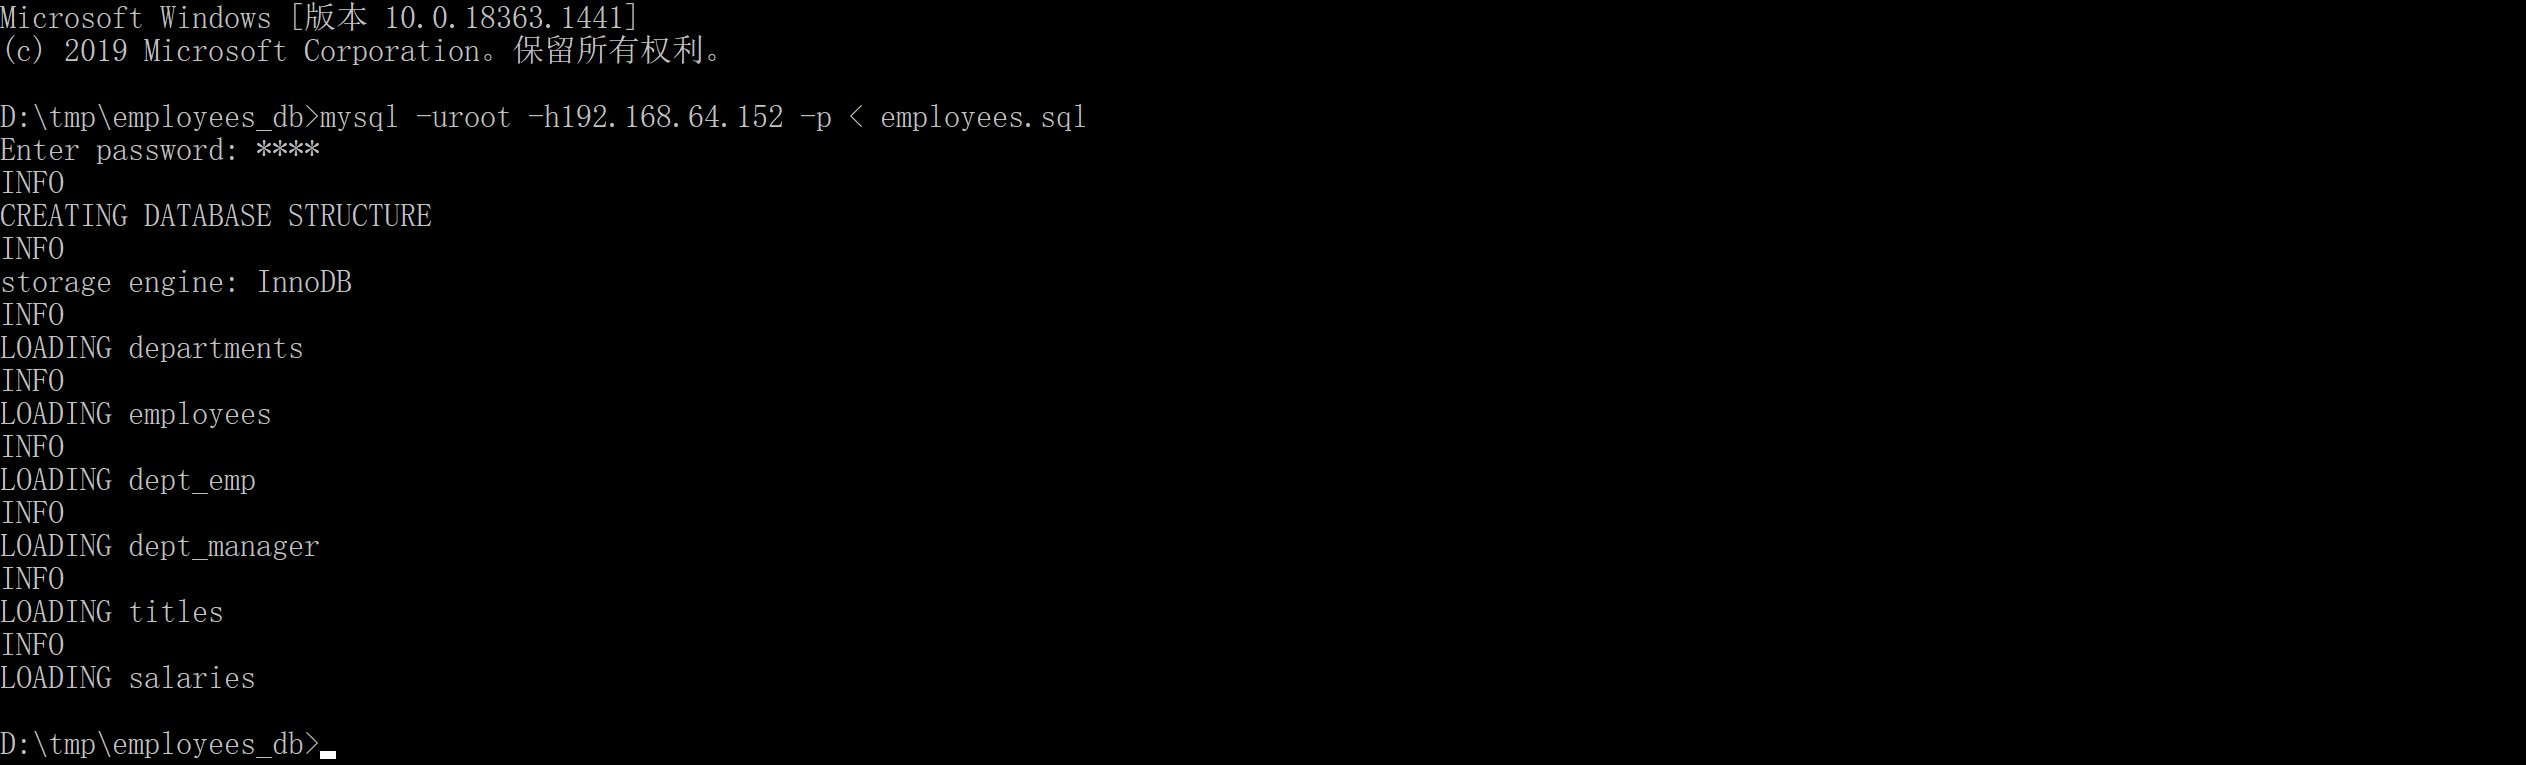 Microsoft Windows [版本 10.0.18363.1441]
(c) 2019 Microsoft Corporation。保留所有权利。
D:\tmp\employees_db>mysql -uroot -h192.168.64.152 -p < employees.sql
Enter password: ****
INFO
CREATING DATABASE STRUCTURE
INFO
storage engine: InnoDB
INFO
LOADING departments
INFO
LOADING employees
INFO
LOADING dept_emp
INFO
LOADING dept_manager
INFO
LOADING titles
INFO
LOADING salaries
D:\tmp\employees_db>